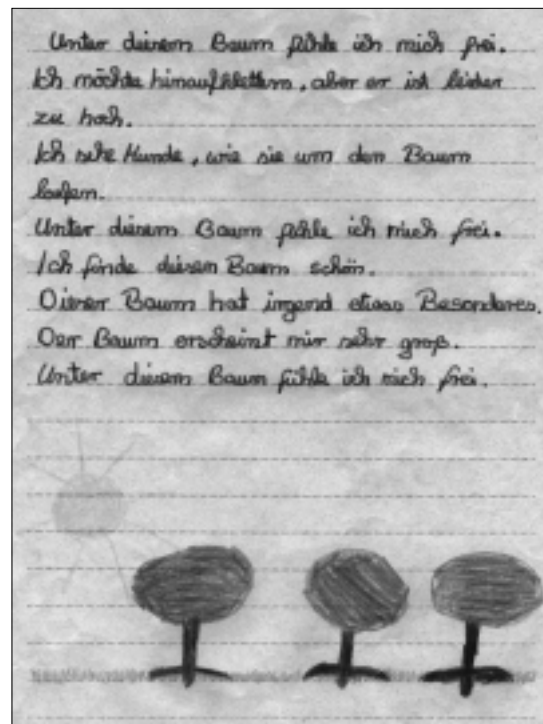 Unter diesem Baum fühle ich mich frei.
Ich möchte hinaufklettern, aber er ist leider
zu hoch.
Ich sehe Hunde, wie sie um den Baum
laufen.
Unter diesem Baum fühle ich mich frei.
Ich finde diesen Baum schön.
Dieser Baum hat irgend etwas Besonderes.
Der Baum erscheint mir sehr groß.
Unter diesem Baum fühle ich mich frei.